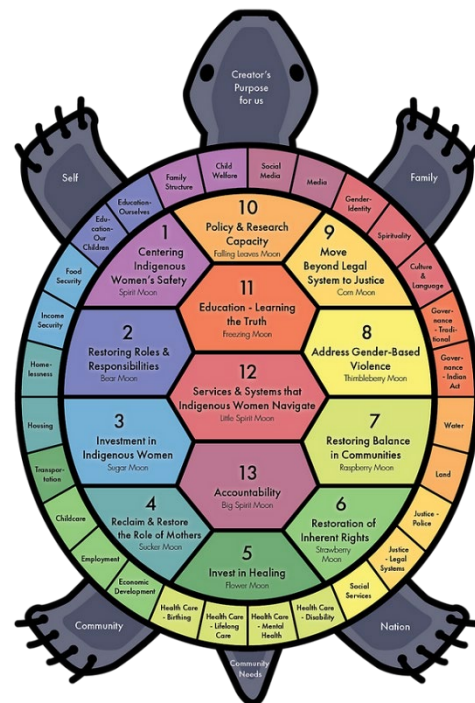 Creator's
Purpose
for us
Self
Family
Education-
Our
Children
Education-
Ourselves
Family
Structure
Child
Welfare
Social
Media
Media
Gender-
Identity
Spirituality
Culture &
Language
Gover-
nance
- Tradi-
tional
Gover-
nance
- Indian
Act
Water
Land
Justice -
Police
Justice
- Legal
Systems
Social
Services
Health Care
- Disability
Health Care
- Mental
Health
Health Care
- Lifelong
Care
Health Care
- Birthing
Economic
Development
Employment
Childcare
Transpor-
tation
Housing
Home-
lessness
Income
Security
Food
Security
1
Centering
Indigenous
Women's Safety
Spirit Moon
2
Restoring Roles &
Responsibilities
Bear Moon
3
Investment in
Indigenous Women
Sugar Moon
4
Reclaim & Restore
the Role of Mothers
Sucker Moon
5
Invest in Healing
Flower Moon
6
Restoration of
Inherent Rights
Strawberry
Moon
7
Restoring Balance
in Communities
Raspberry Moon
8
Address Gender-Based
Violence
Thimbleberry Moon
9
Move
Beyond Legal
System to Justice
Corn Moon
10
Policy & Research
Capacity
Falling Leaves Moon
11
Education - Learning
the Truth
Freezing Moon
12
Services & Systems that
Indigenous Women Navigate
Little Spirit Moon
13
Accountability
Big Spirit Moon
Community
Nation
Community
Needs